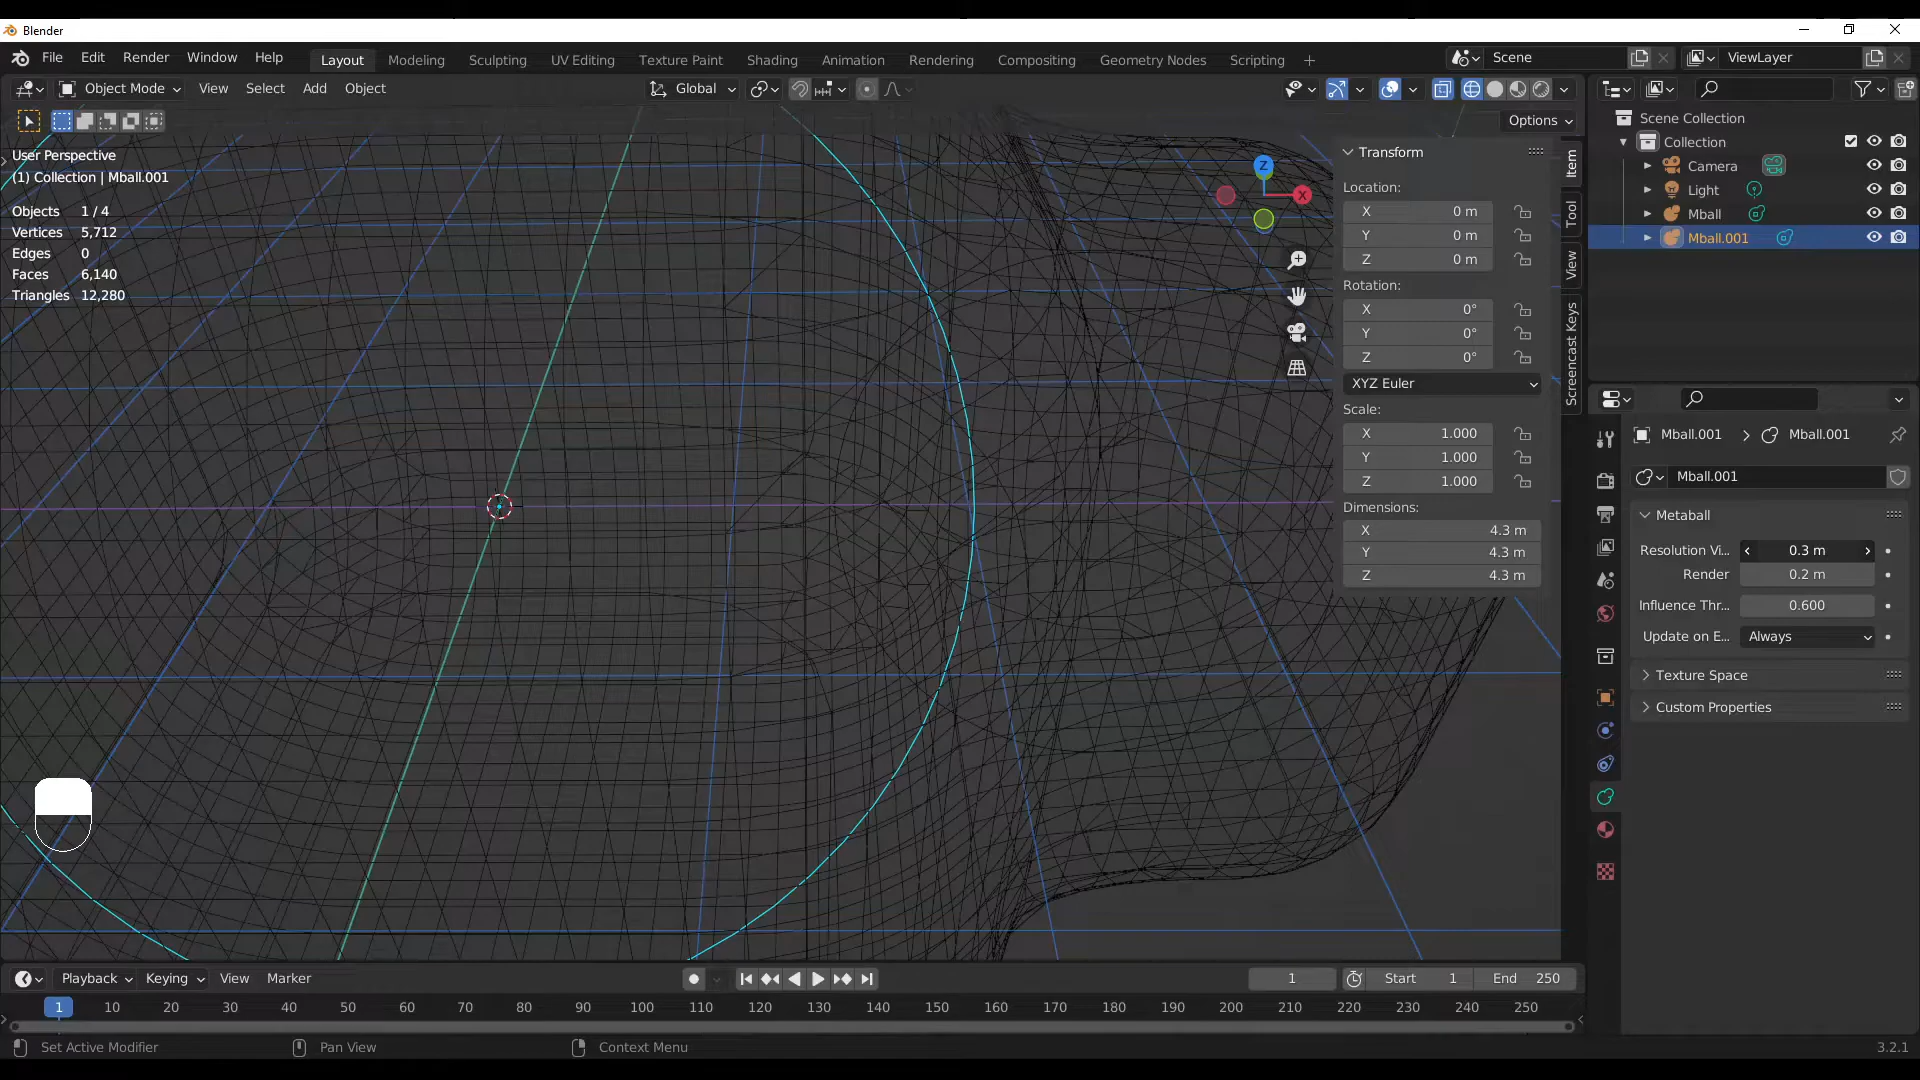 Blender
File Edit Render Window Help Layout Modeling Sculpting UV Editing Texture Paint Shading Animation Rendering Compositing Geometry Nodes Scripting Scene ViewLayer
Object Mode View Select Add Object Global
Options
User Perspective
(1) Collection | Mball.001
Objects 1 / 4
Vertices 5,712
Edges 0
Faces 6,140
Triangles 12,280
Z
X
Transform
Location:
X 0 m
Y 0 m
Z 0 m
Rotation:
X 0°
Y 0°
Z 0°
XYZ Euler
Scale:
X 1.000
Y 1.000
Z 1.000
Dimensions:
X 4.3 m
Y 4.3 m
Z 4.3 m
Item
Tool
View
Screencast Keys
Scene Collection
Collection
Camera
Light
Mball
Mball.001
Mball.001 Mball.001
Mball.001
Metaball
Resolution Vi... 0.3 m
Render 0.2 m
Influence Thr... 0.600
Update on E... Always
Texture Space
Custom Properties
Playback Keying View Marker 1 Start 1 End 250
1 10 20 30 40 50 60 70 80 90 100 110 120 130 140 150 160 170 180 190 200 210 220 230 240 250
Set Active Modifier Pan View Context Menu 3.2.1